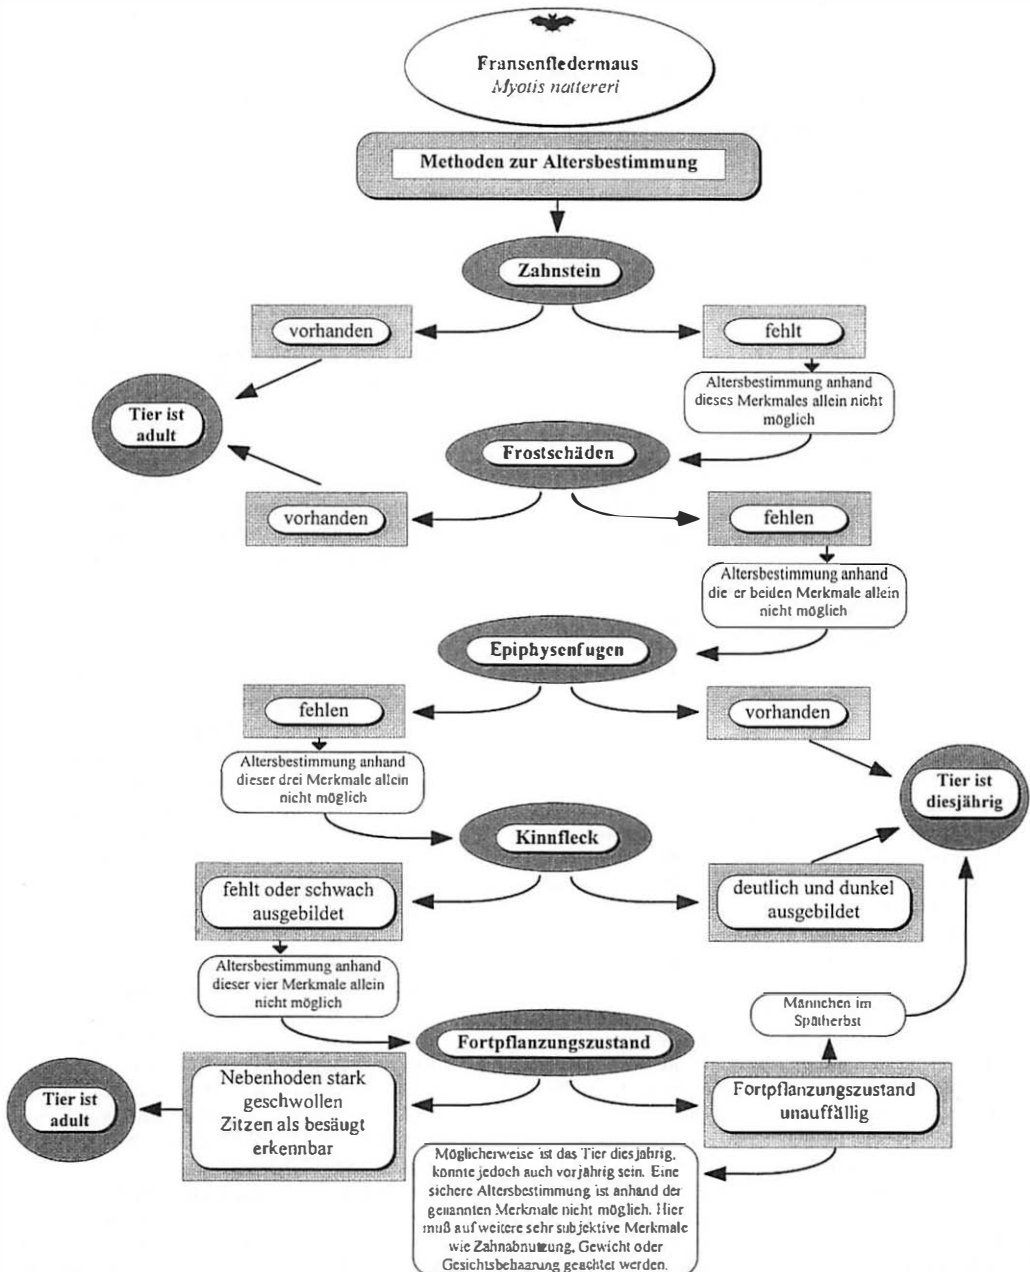 Fransenfledermaus
Myotis nattereri
Methoden zur Altersbestimmung
Zahnstein
vorhanden
fehlt
Altersbestimmung anhand
dieses Merkmales allein nicht
möglich
Tier ist
adult
Frostschäden
vorhanden
fehlen
Altersbestimmung anhand
die er beiden Merkmale allein
nicht möglich
Epiphysenfugen
fehlen
vorhanden
Altersbestimmung anhand
dieser drei Merkmale allein
nicht möglich
Tier ist
diesjährig
Kinnfleck
fehlt oder schwach
ausgebildet
deutlich und dunkel
ausgebildet
Altersbestimmung anhand
dieser vier Merkmale allein
nicht möglich
Männchen im
Spätherbst
Fortpflanzungszustand
Tier ist
adult
Nebenhoden stark
geschwollen
Zitzen als besäugt
erkennbar
Fortpflanzungszustand
unauffällig
Möglicherweise ist das Tier diesjährig,
könnte jedoch auch vorjährig sein. Eine
sichere Altersbestimmung ist anhand der
genannten Merkmale nicht möglich. Hier
muß auf weitere sehr subjektive Merkmale
wie Zahnabnutzung, Gewicht oder
Gesichtsbehaarung geachtet werden.